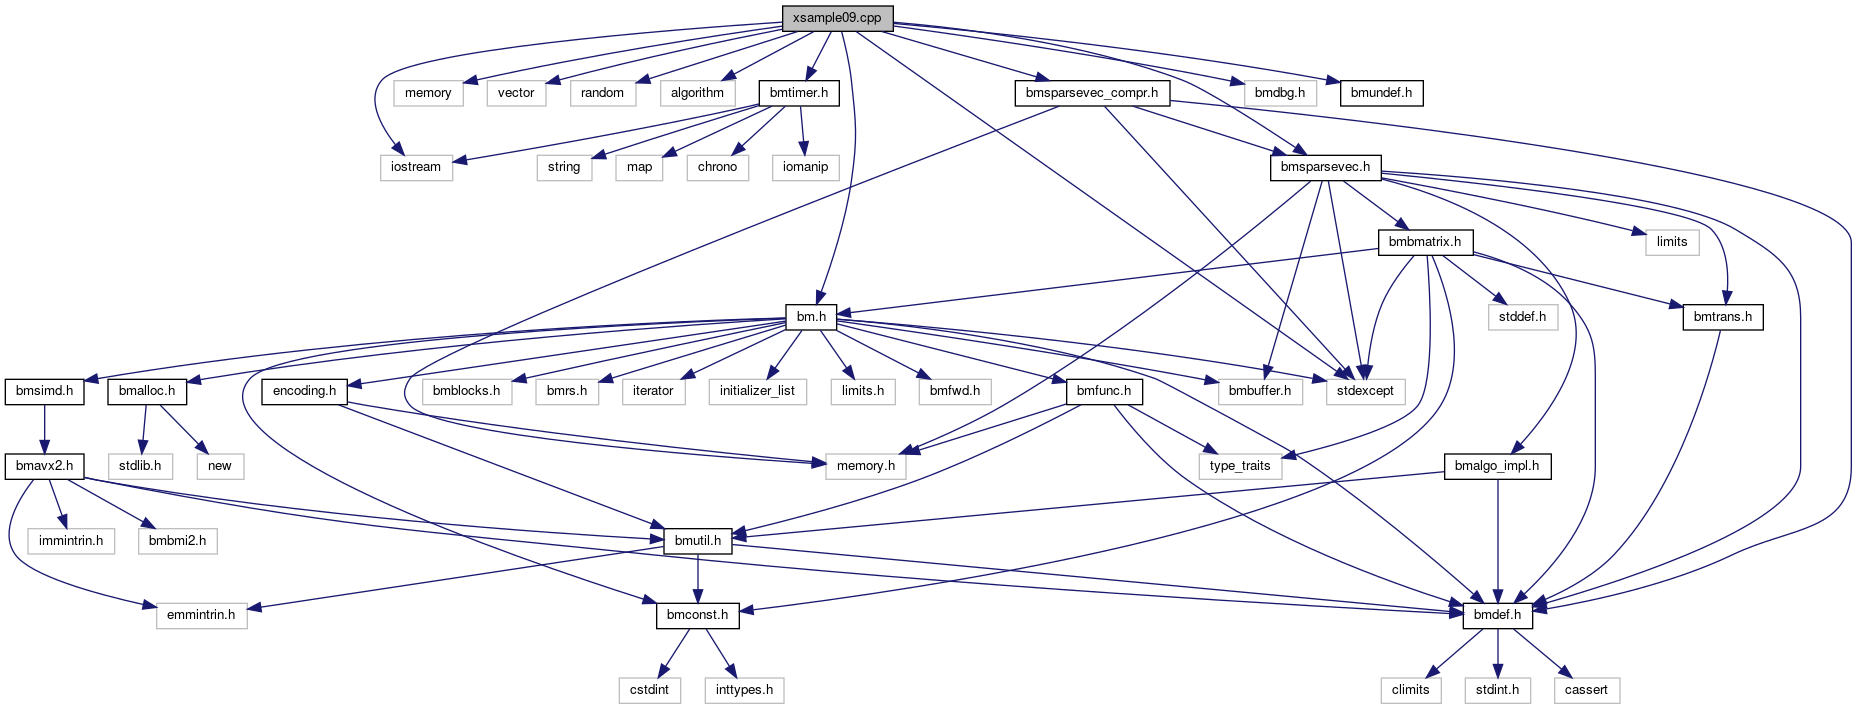 xsample09.cpp
memory
vector
random
algorithm
bmtimer.h
bmsparsevec_compr.h
bmdbg.h
bmundef.h
iostream
string
map
chrono
iomanip
bmsparsevec.h
bmbmatrix.h
limits
bm.h
stddef.h
bmtrans.h
bmsimd.h
bmalloc.h
encoding.h
bmblocks.h
bmrs.h
iterator
initializer_list
limits.h
bmfwd.h
bmfunc.h
bmbuffer.h
stdexcept
bmavx2.h
stdlib.h
new
memory.h
type_traits
bmalgo_impl.h
immintrin.h
bmbmi2.h
bmutil.h
emmintrin.h
bmconst.h
bmdef.h
cstdint
inttypes.h
climits
stdint.h
cassert